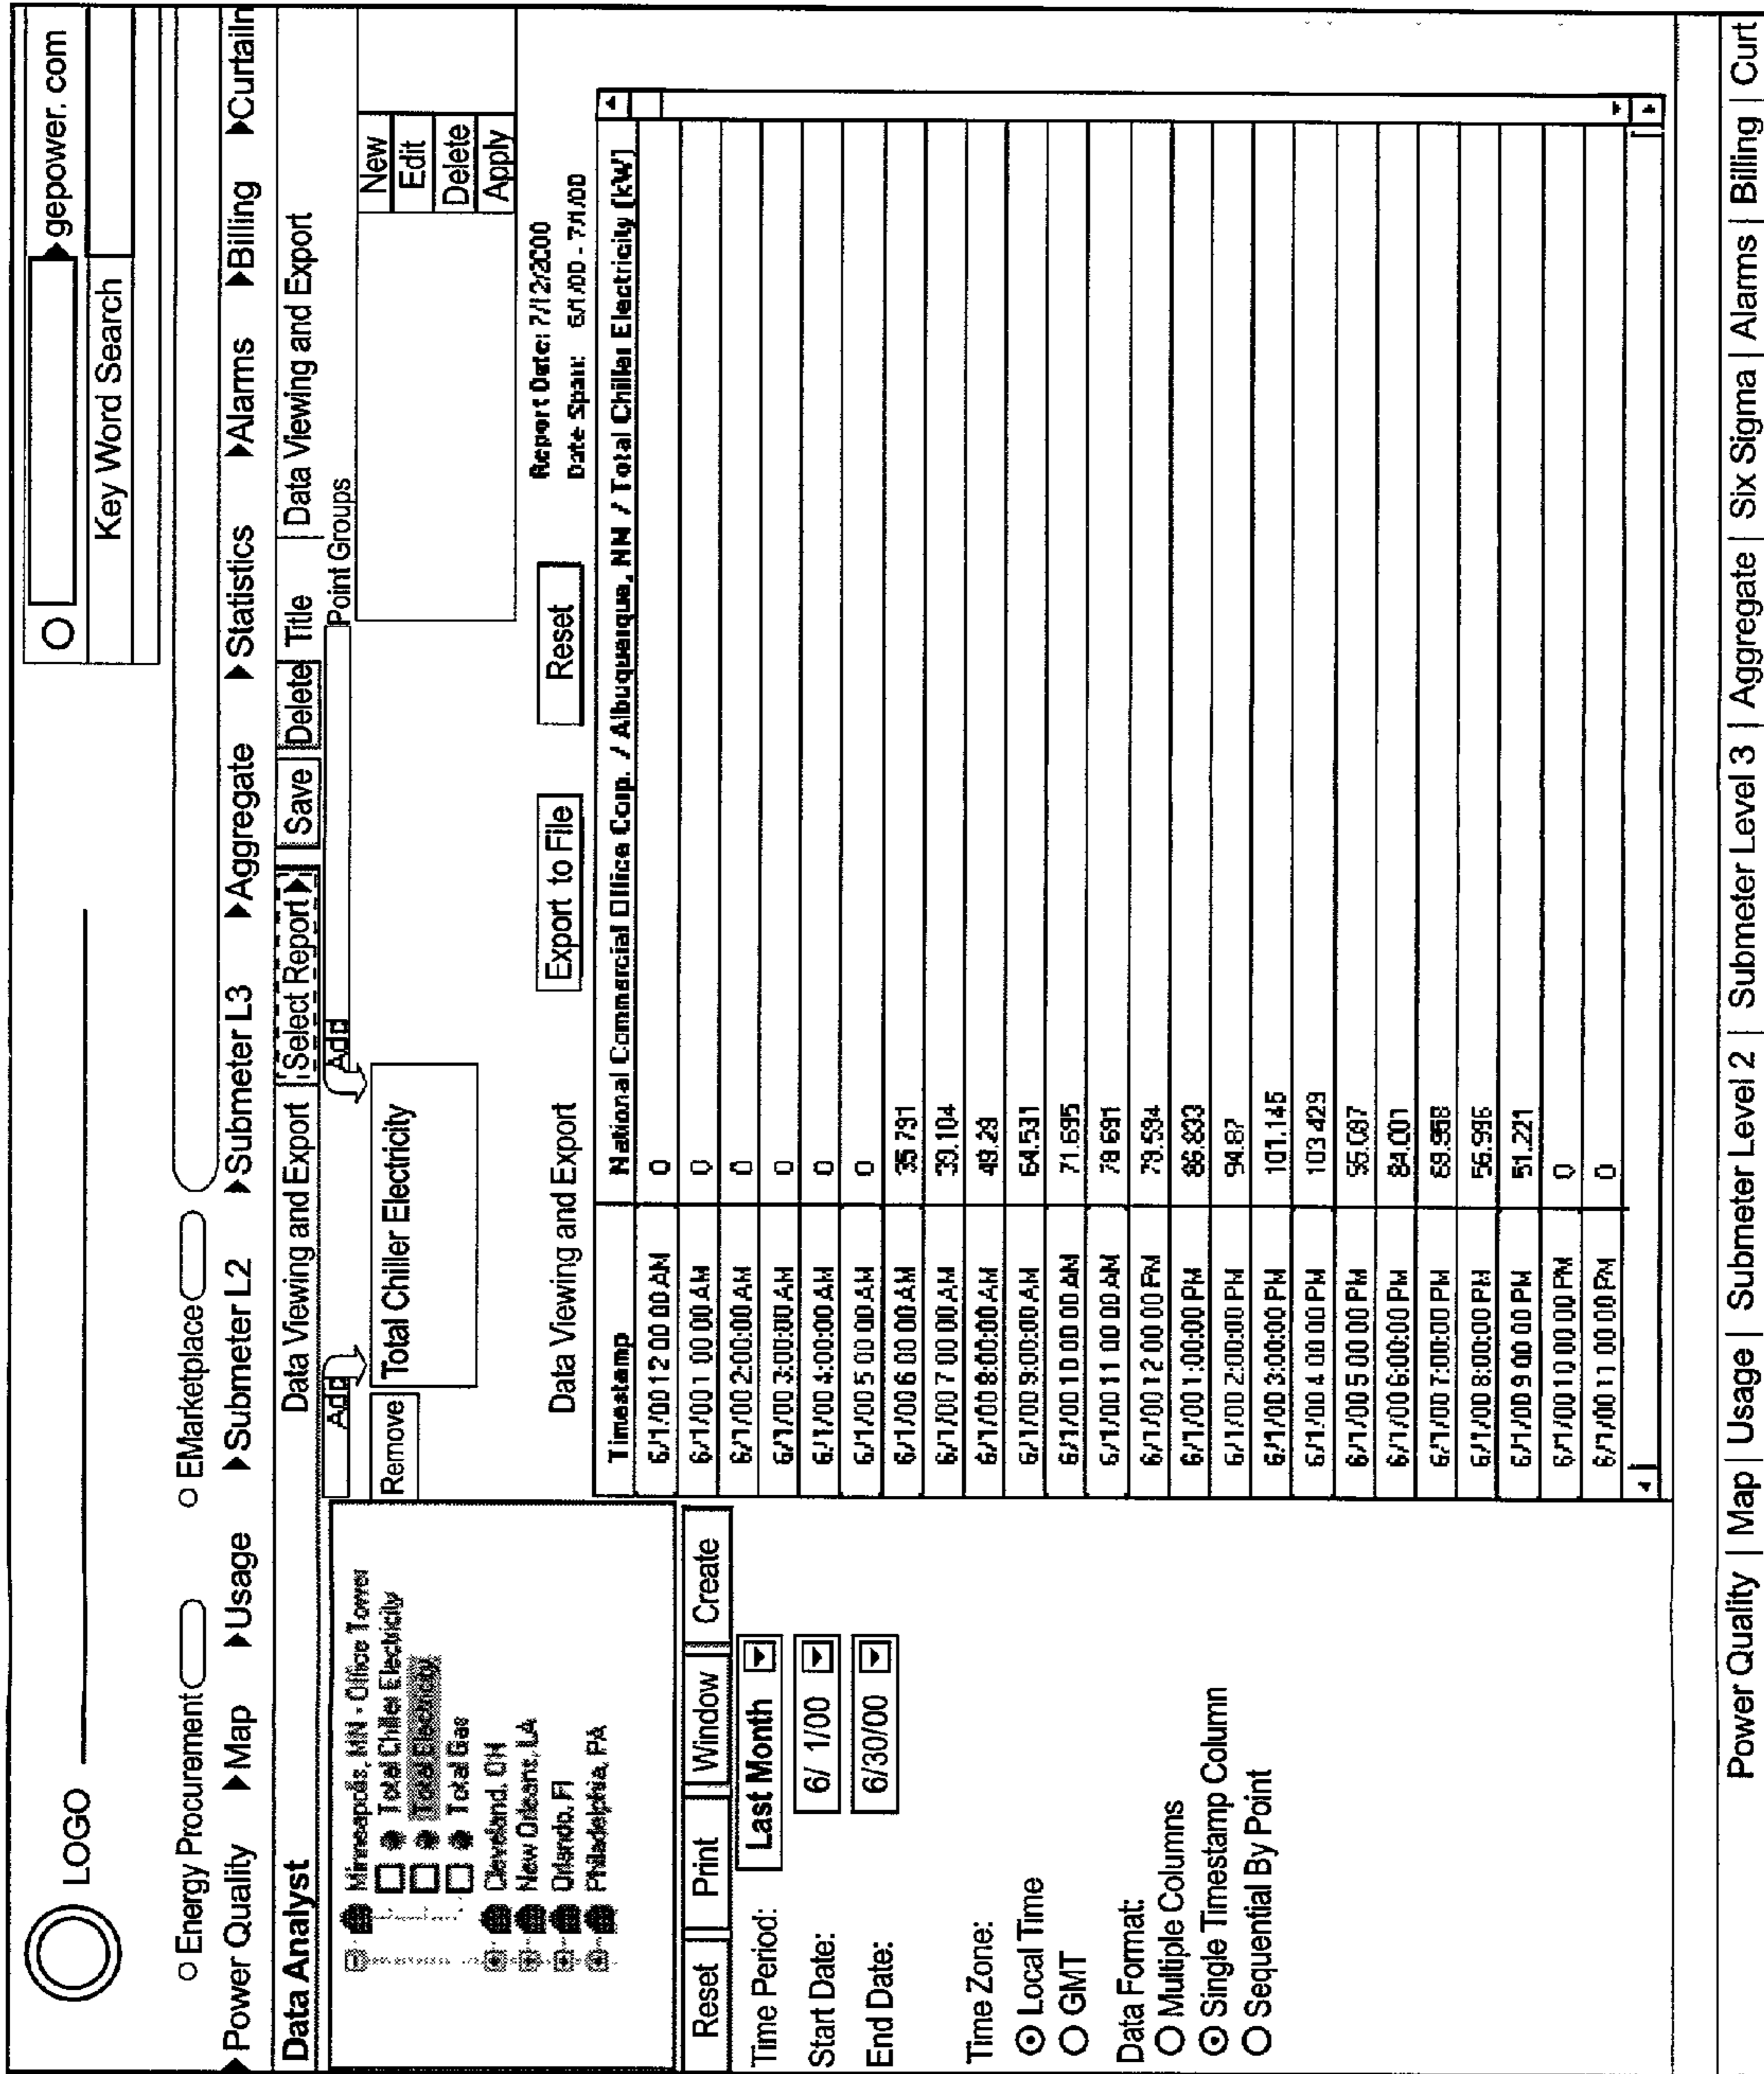 LOGO
gepower. com
Key Word Search
Energy Procurement
EMarketplace
Power Quality Map Usage Submeter L2 Submeter L3 Aggregate Statistics Alarms Billing Curtailn
Data Analyst
Data Viewing and Export Select Report Save Delete Title Data Viewing and Export
Add Add Point Groups
Minneapolis, MN - Office Tower
Total Chiller Electricity
Total Electricity
Total Gas
Cleveland, OH
New Orleans, LA
Orlando, Fl
Philadelphia, PA
Remove
Total Chiller Electricity
New
Edit
Delete
Apply
Reset Print Window Create
Time Period: Last Month
Start Date: 6/ 1/00
End Date: 6/30/00
Time Zone:
Local Time
GMT
Data Format:
Multiple Columns
Single Timestamp Column
Sequential By Point
Data Viewing and Export
Export to File
Reset
Report Date: 7/12/2000
Date Span: 6/1/00 - 7/1/00
Timestamp National Commercial Office Corp. / Albuquerque, NM / Total Chiller Electricity (kW)
6/1/00 12 00 00 AM 0
6/1/00 1 00 00 AM 0
6/1/00 2:00:00 AM 0
6/1/00 3:00:00 AM 0
6/1/00 4:00:00 AM 0
6/1/00 5 00 00 AM 0
6/1/00 6 00 00 AM 35 791
6/1/00 7 00 00 AM 39.104
6/1/00 8:00:00 AM 49.29
6/1/00 9:00:00 AM 64.531
6/1/00 10 00 00 AM 71.695
6/1/00 11 00 00 AM 78 691
6/1/00 12 00 00 PM 79.594
6/1/00 1:00:00 PM 86.833
6/1/00 2:00:00 PM 94.87
6/1/00 3:00:00 PM 101.145
6/1/00 4 00 00 PM 103 429
6/1/00 5 00 00 PM 95.097
6/1/00 6:00:00 PM 84.001
6/1/00 7:00:00 PM 69.958
6/1/00 8:00:00 PM 56.996
6/1/00 9 00 00 PM 51.221
6/1/00 10 00 00 PM 0
6/1/00 11 00 00 PM 0
Power Quality | Map | Usage | Submeter Level 2 | Submeter Level 3 | Aggregate | Six Sigma | Alarms | Billing | Curt